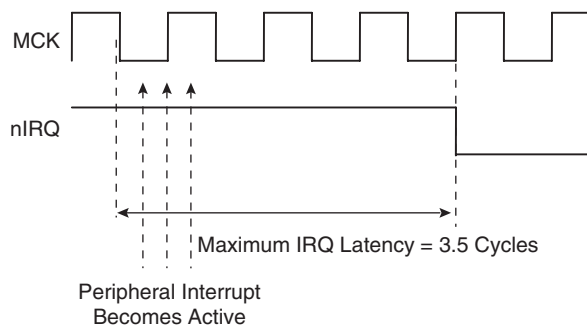 MCK
nIRQ
Maximum IRQ Latency = 3.5 Cycles
Peripheral Interrupt
Becomes Active